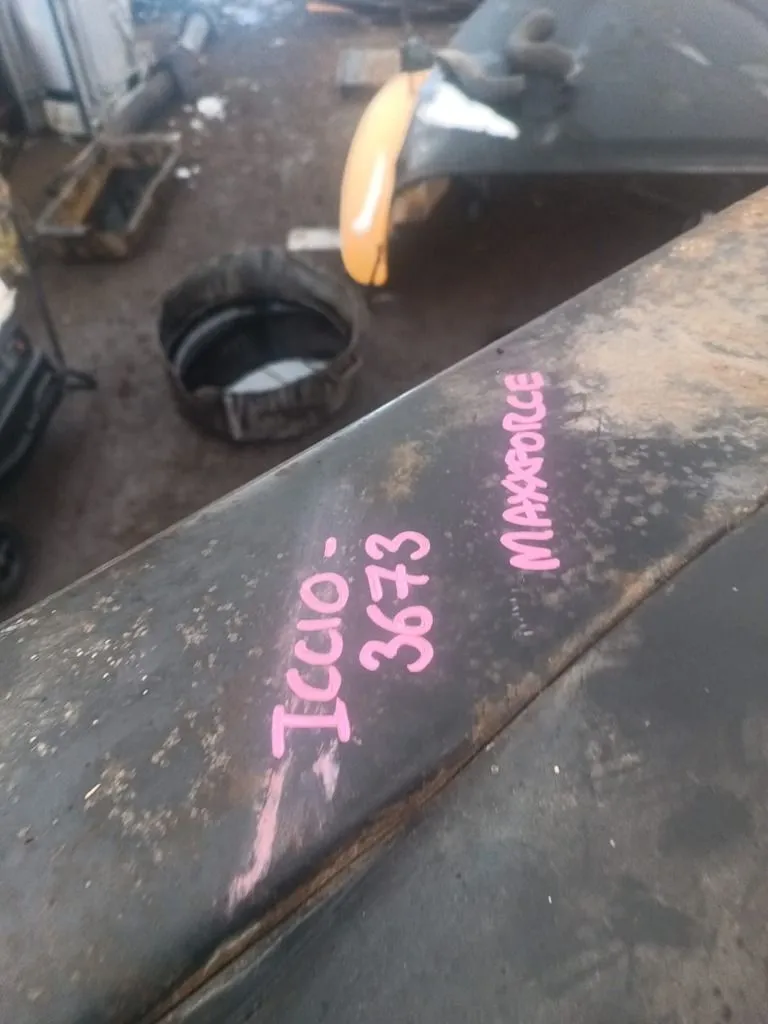 ICC10-
3673
MAXXFORCE